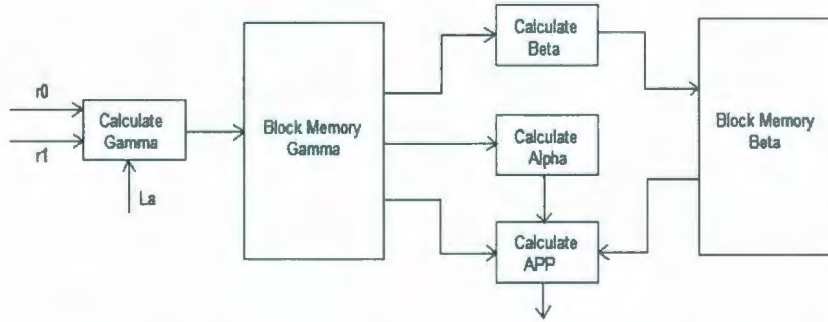 r0
r1
La
Calculate
Gamma
Block Memory
Gamma
Calculate
Beta
Calculate
Alpha
Calculate
APP
Block Memory
Beta